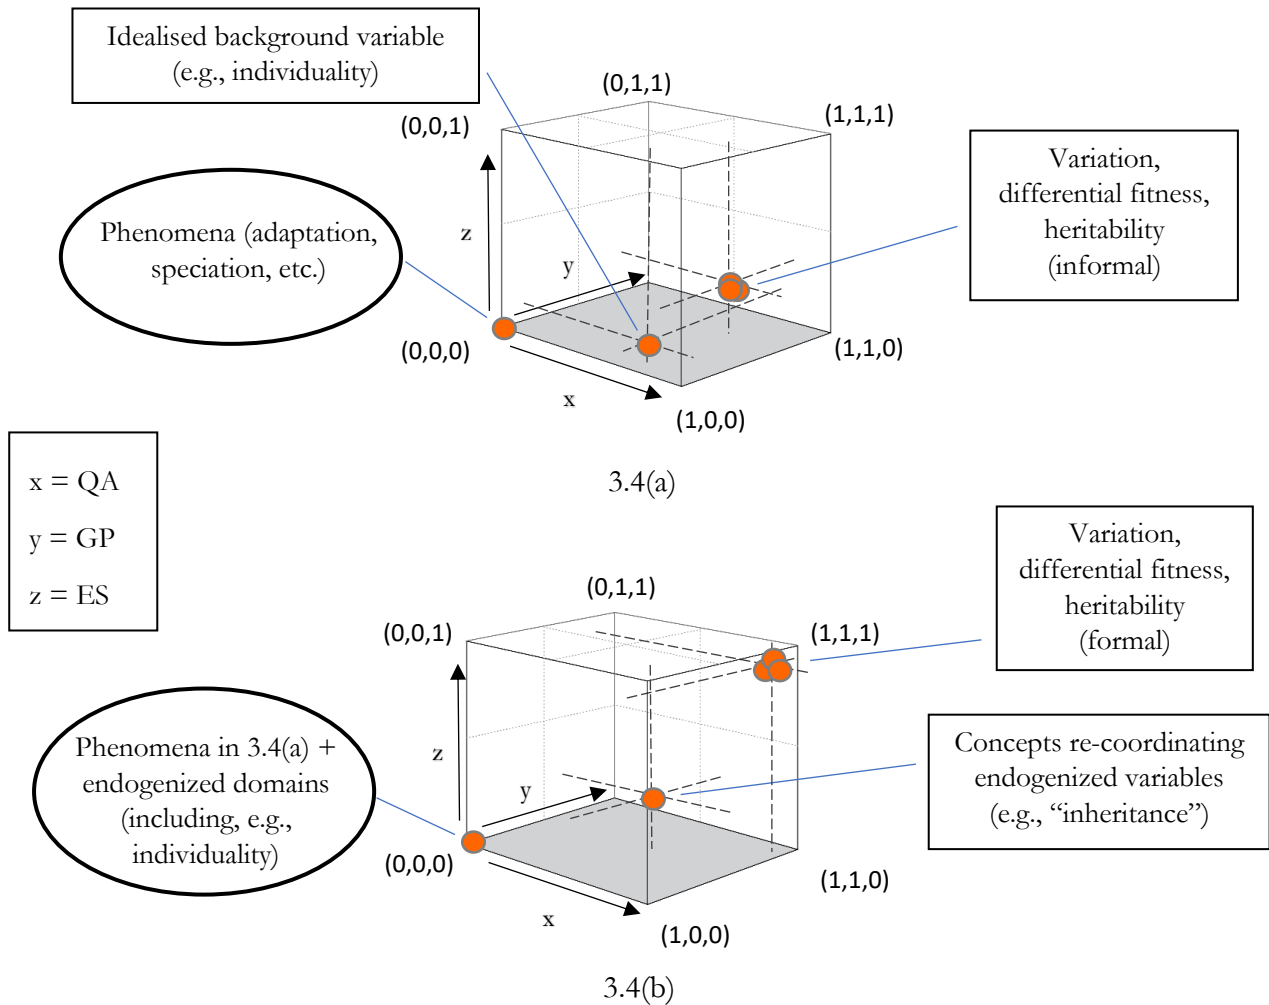 Idealised background variable
(e.g., individuality)
(0,1,1)
(0,0,1)
(1,1,1)
Variation,
differential fitness,
heritability
(informal)
Phenomena (adaptation,
speciation, etc.)
z
y
(0,0,0)
(1,1,0)
x
(1,0,0)
3.4(a)
x = QA
y = GP
z = ES
Variation,
differential fitness,
heritability
(formal)
(0,1,1)
(0,0,1)
(1,1,1)
Phenomena in 3.4(a) +
endogenized domains
(including, e.g.,
individuality)
z
y
Concepts re-coordinating
endogenized variables
(e.g., “inheritance”)
(0,0,0)
(1,1,0)
x
(1,0,0)
3.4(b)